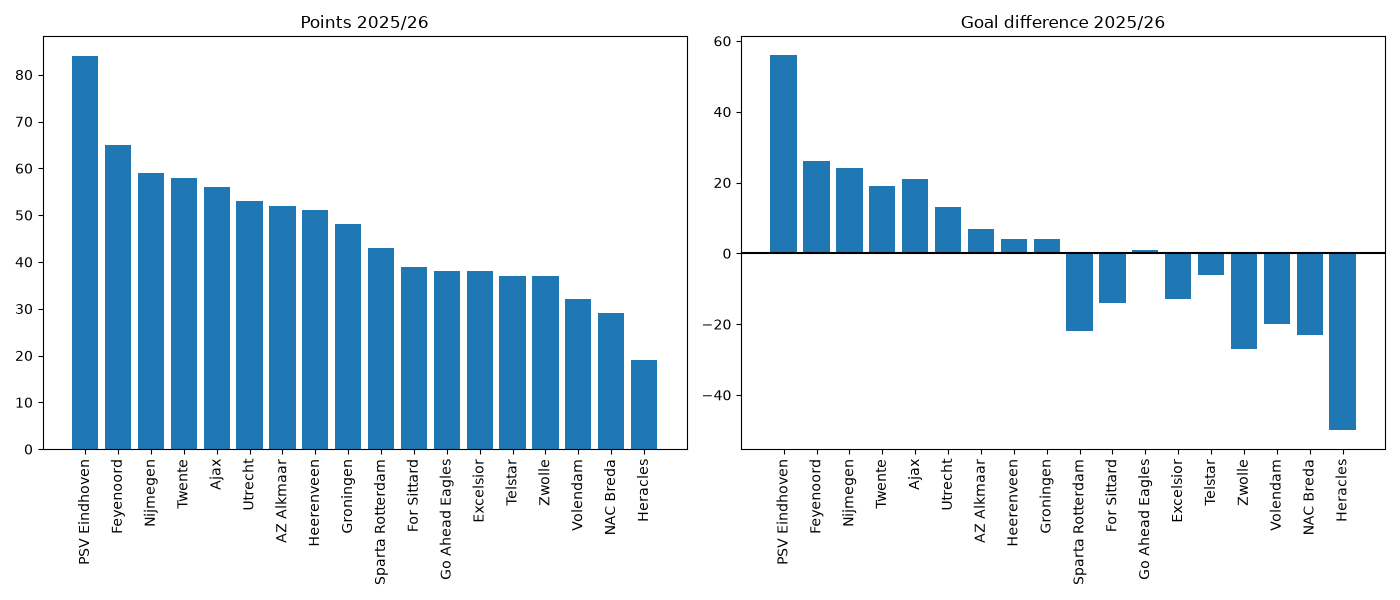 Points 2025/26
80
70
60
50
40
30
20
10
0
PSV Eindhoven
Feyenoord
Nijmegen
Twente
Ajax
Utrecht
AZ Alkmaar
Heerenveen
Groningen
Sparta Rotterdam
For Sittard
Go Ahead Eagles
Excelsior
Telstar
Zwolle
Volendam
NAC Breda
Heracles
Goal difference 2025/26
60
40
20
0
−20
−40
PSV Eindhoven
Feyenoord
Nijmegen
Twente
Ajax
Utrecht
AZ Alkmaar
Heerenveen
Groningen
Sparta Rotterdam
For Sittard
Go Ahead Eagles
Excelsior
Telstar
Zwolle
Volendam
NAC Breda
Heracles